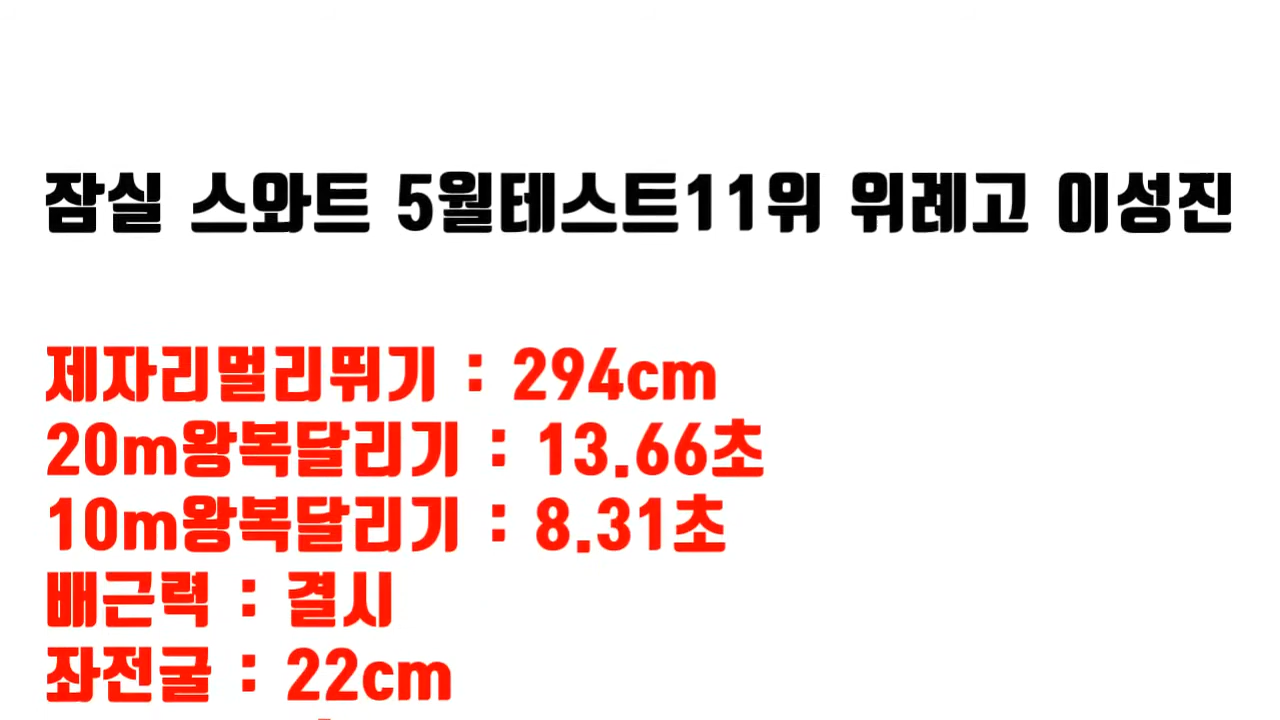 잠실 스와트 5월테스트11위 위례고 이성진
제자리멀리뛰기 : 294cm
20m왕복달리기 : 13.66초
10m왕복달리기 : 8.31초
배근력 : 결시
좌전굴 : 22cm